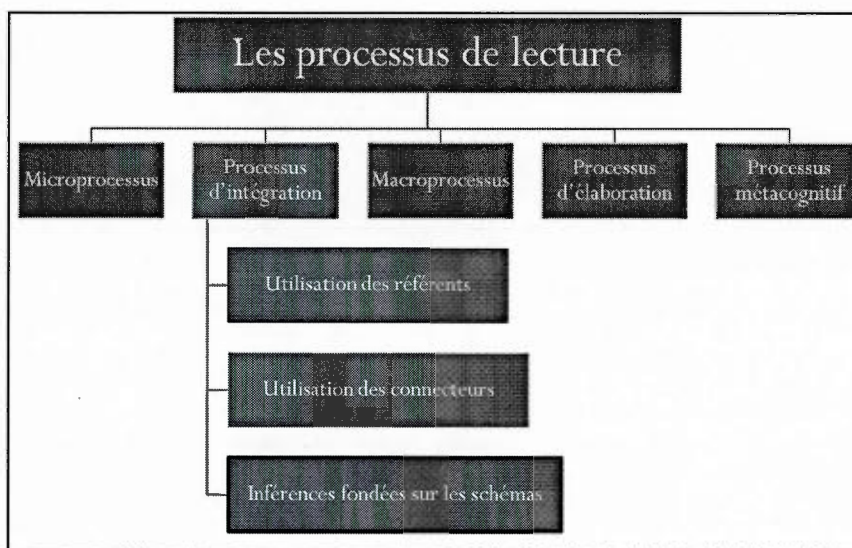 Les processus de lecture
Microprocessus
Processus
d'intégration
Macroprocessus
Processus
d'élaboration
Processus
métacognitif
Utilisation des référents
Utilisation des connecteurs
Inférences fondées sur les schémas